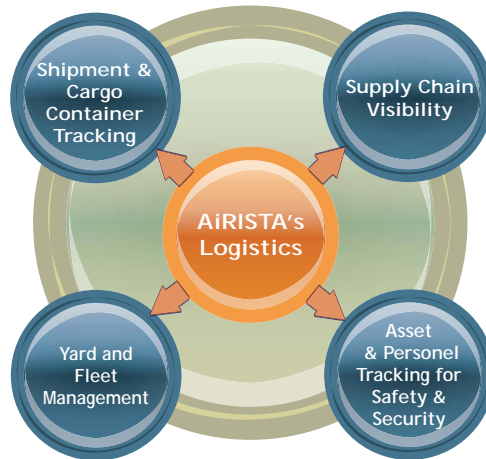 Shipment &
Cargo
Container
Tracking
Supply Chain
Visibility
AiRISTA's
Logistics
Yard and
Fleet
Management
Asset
& Personel
Tracking for
Safety &
Security